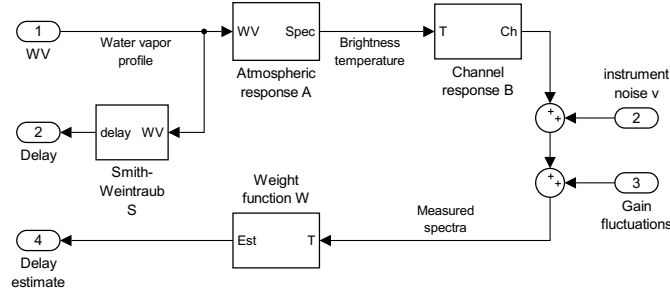 1
WV
Water vapor
profile
WV Spec
Atmospheric
response A
Brightness
temperature
T Ch
Channel
response B
instrument
noise v
+
+
2
2
Delay
delay WV
Smith-
Weintraub
S
+
+
3
Gain
fluctuations
Weight
function W
Est T
Measured
spectra
4
Delay
estimate